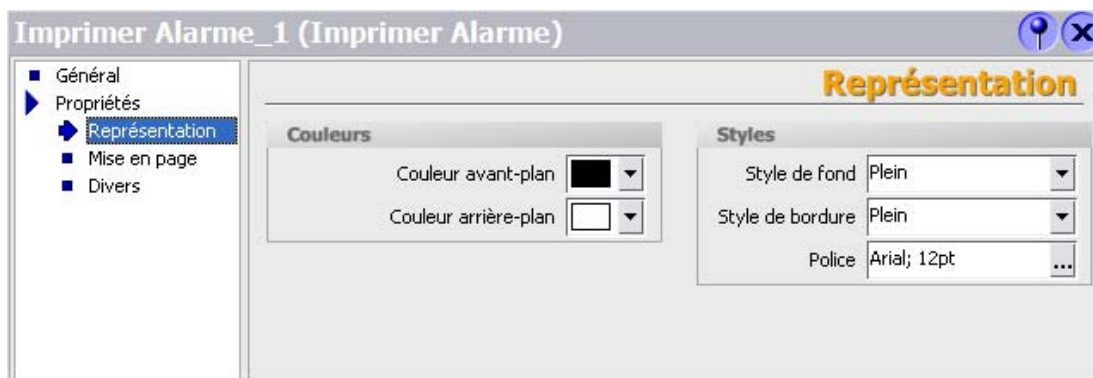 Imprimer Alarme_1 (Imprimer Alarme)
Général
Propriétés
Représentation
Mise en page
Divers
Représentation
Couleurs
Couleur avant-plan
Couleur arrière-plan
Styles
Style de fond Plein
Style de bordure Plein
Police Arial; 12pt ...